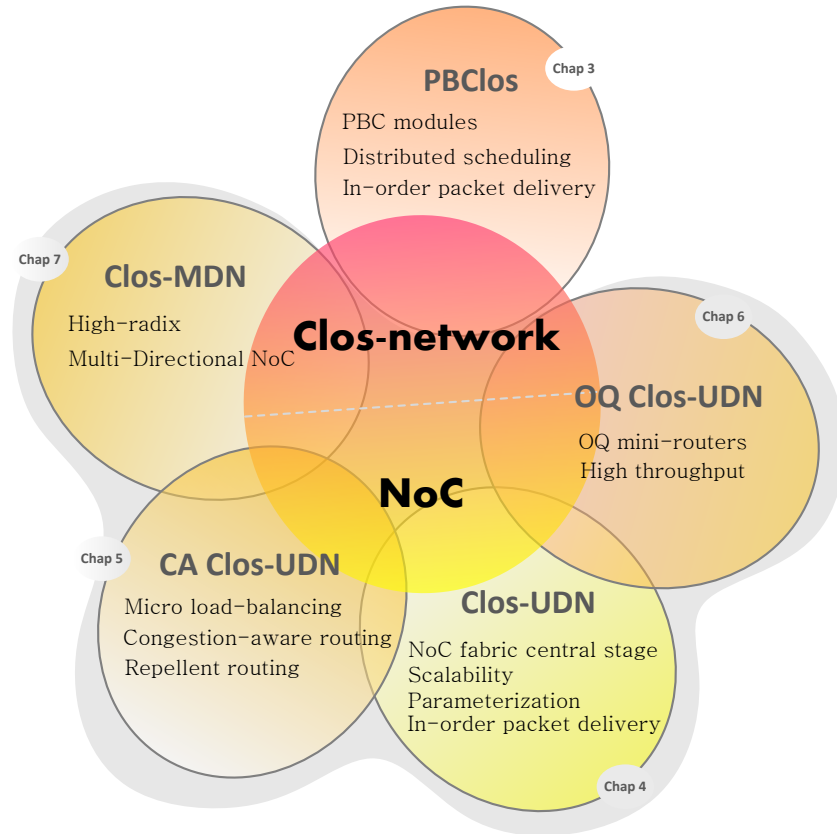 Chap 3
PBClos
PBC modules
Distributed scheduling
In-order packet delivery
Chap 7
Clos-MDN
High-radix
Multi-Directional NoC
Clos-network
Chap 6
OQ Clos-UDN
OQ mini-routers
High throughput
NoC
Chap 5
CA Clos-UDN
Micro load-balancing
Congestion-aware routing
Repellent routing
Clos-UDN
NoC fabric central stage
Scalability
Parameterization
In-order packet delivery
Chap 4